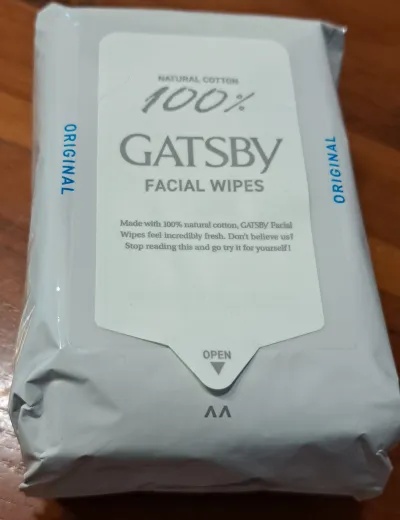 NATURAL COTTON
100%
GATSBY
FACIAL WIPES
ORIGINAL
ORIGINAL
Made with 100% natural cotton, GATSBY Facial
Wipes feel incredibly fresh. Don't believe us?
Stop reading this and go try it for yourself!
OPEN